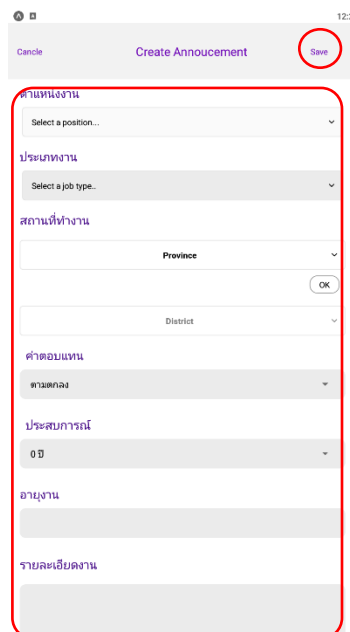 12:
Cancle
Create Annoucement
Save
ตำแหน่งงาน
Select a position...
ประเภทงาน
Select a job type..
สถานที่ทำงาน
Province
OK
District
ค่าตอบแทน
ตามตกลง
ประสบการณ์
0 ปี
อายุงาน
รายละเอียดงาน